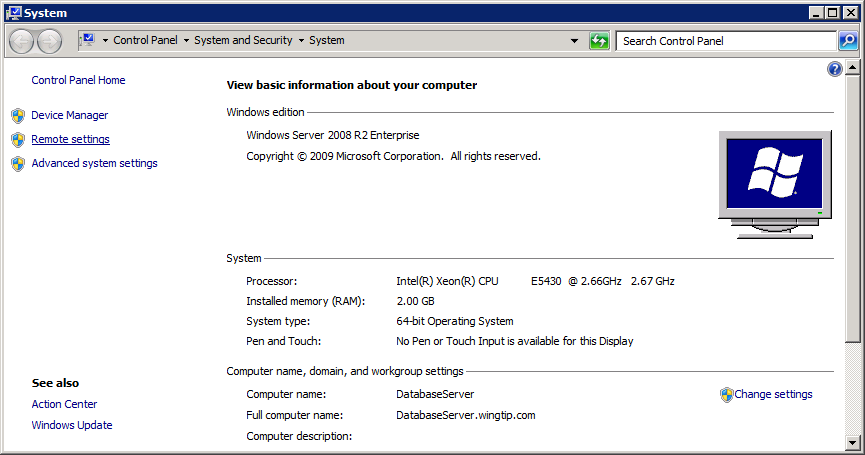 System
Control Panel System and Security System
Search Control Panel
Control Panel Home
Device Manager
Remote settings
Advanced system settings
See also
Action Center
Windows Update
View basic information about your computer
Windows edition
Windows Server 2008 R2 Enterprise
Copyright © 2009 Microsoft Corporation. All rights reserved.
System
Processor: Intel(R) Xeon(R) CPU E5430 @ 2.66GHz 2.67 GHz
Installed memory (RAM): 2.00 GB
System type: 64-bit Operating System
Pen and Touch: No Pen or Touch Input is available for this Display
Computer name, domain, and workgroup settings
Computer name: DatabaseServer Change settings
Full computer name: DatabaseServer.wingtip.com
Computer description: